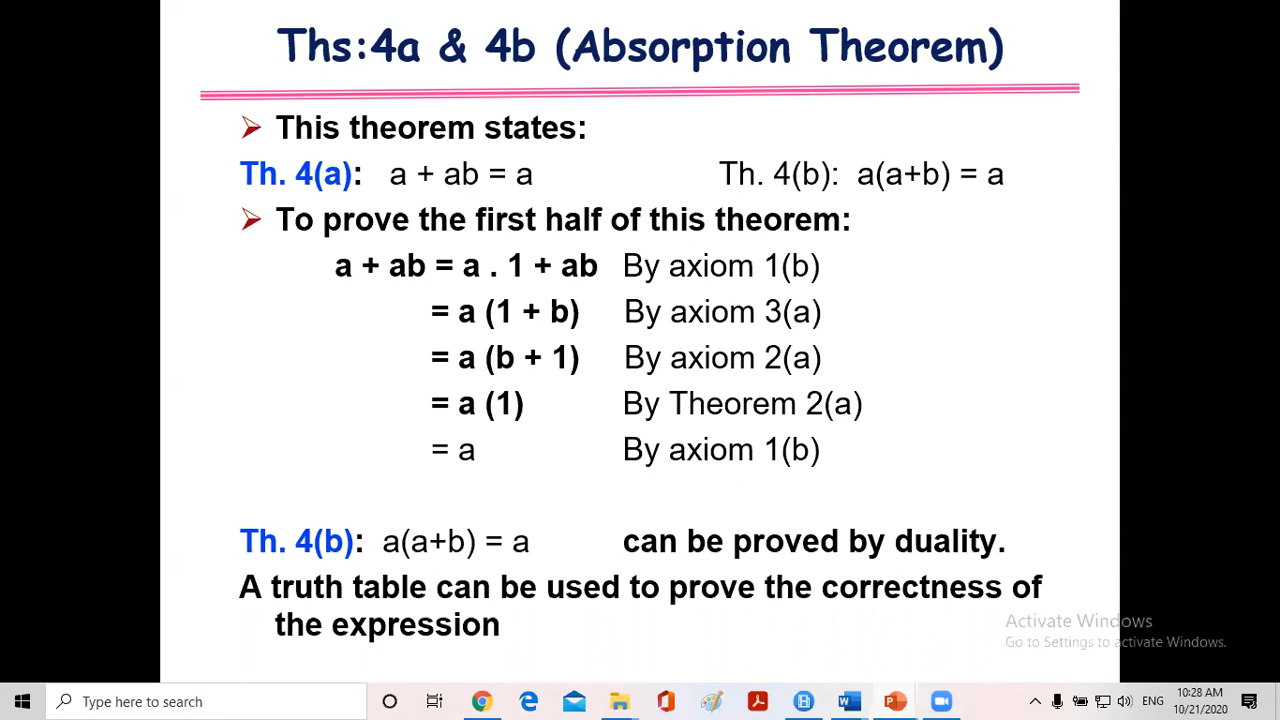 Ths:4a & 4b (Absorption Theorem)
This theorem states:
Th. 4(a): a + ab = a Th. 4(b): a(a+b) = a
To prove the first half of this theorem:
a + ab = a . 1 + ab By axiom 1(b)
= a (1 + b) By axiom 3(a)
= a (b + 1) By axiom 2(a)
= a (1) By Theorem 2(a)
= a By axiom 1(b)
Th. 4(b): a(a+b) = a can be proved by duality.
A truth table can be used to prove the correctness of
the expression
Activate Windows
Go to Settings to activate Windows.
Type here to search
ENG
10:28 AM
10/21/2020